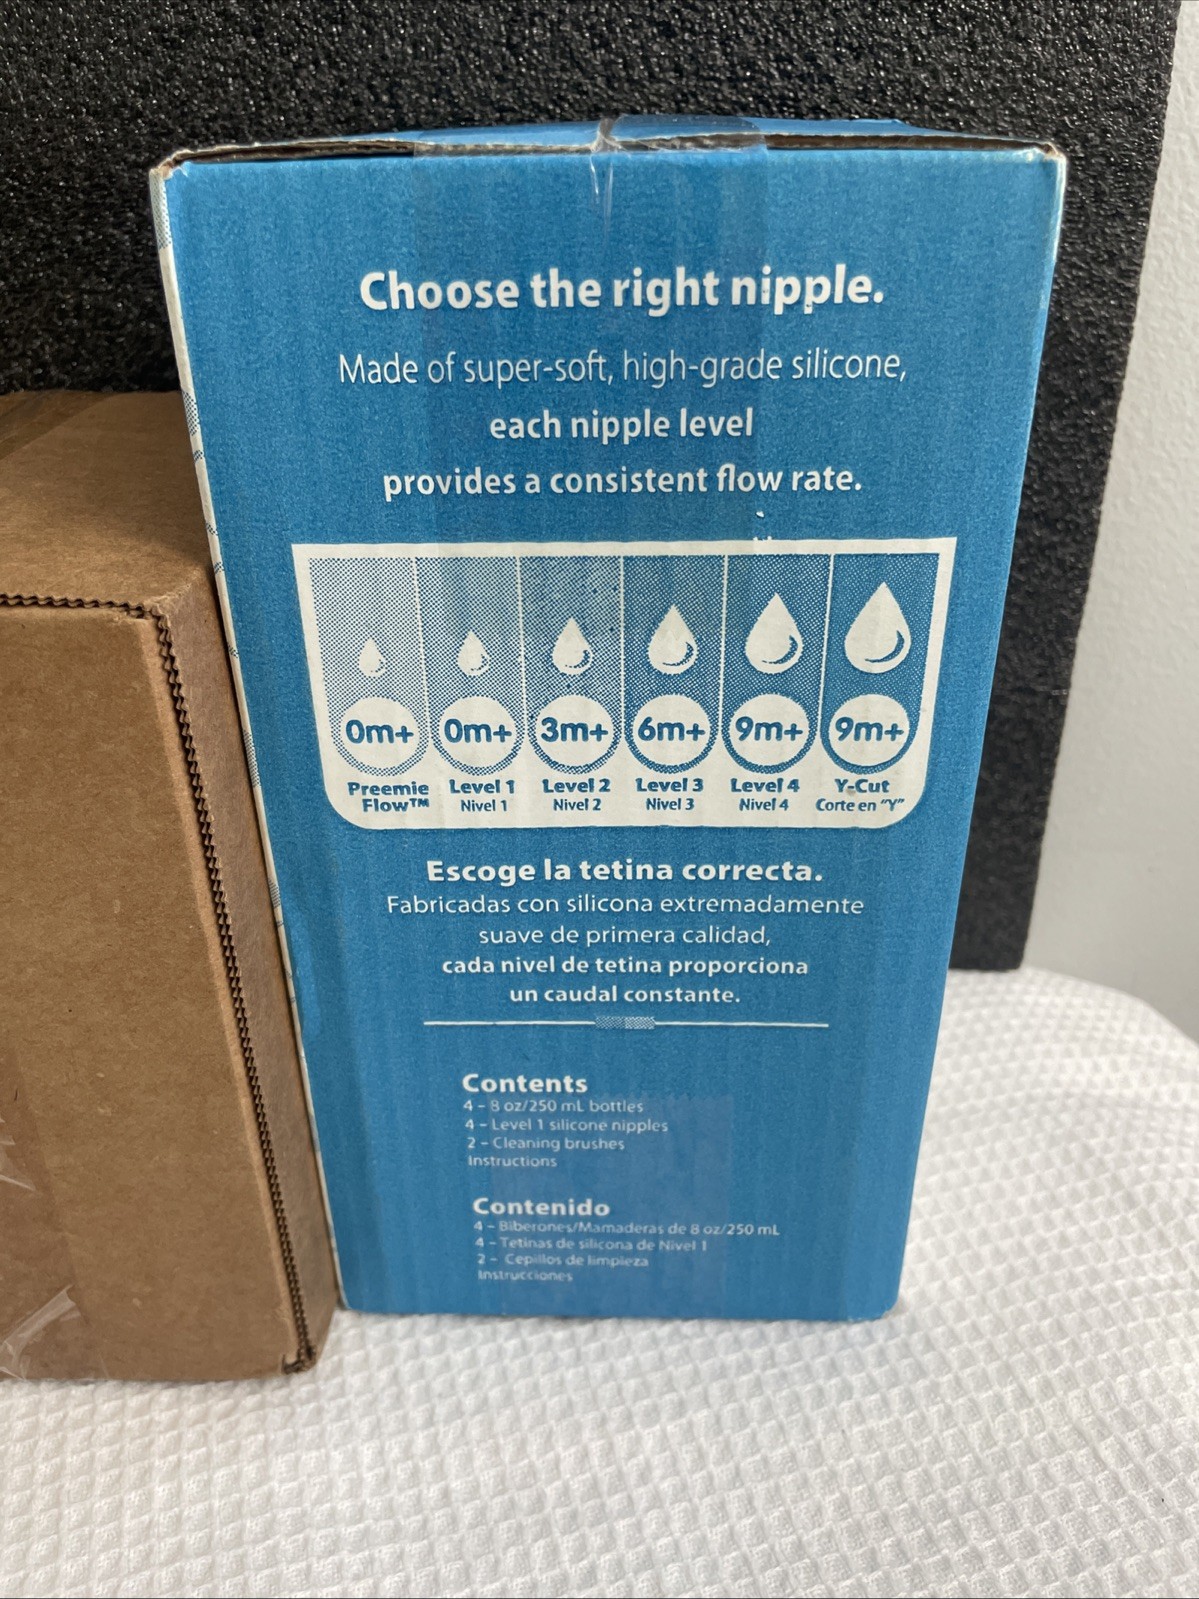 Choose the right nipple.
Made of super-soft, high-grade silicone,
each nipple level
provides a consistent flow rate.
0m+ 0m+ 3m+ 6m+ 9m+ 9m+
Preemie Flow™ Level 1 Level 2 Level 3 Level 4 Y-Cut
Nivel 1 Nivel 2 Nivel 3 Nivel 4 Corte en "Y"
Escoge la tetina correcta.
Fabricadas con silicona extremadamente
suave de primera calidad,
cada nivel de tetina proporciona
un caudal constante.
Contents
4 – 8 oz/250 mL bottles
4 – Level 1 silicone nipples
2 – Cleaning brushes
Instructions
Contenido
4 – Biberones/Mamaderas de 8 oz/250 mL
4 – Tetinas de silicona de Nivel 1
2 – Cepillos de limpieza
Instrucciones